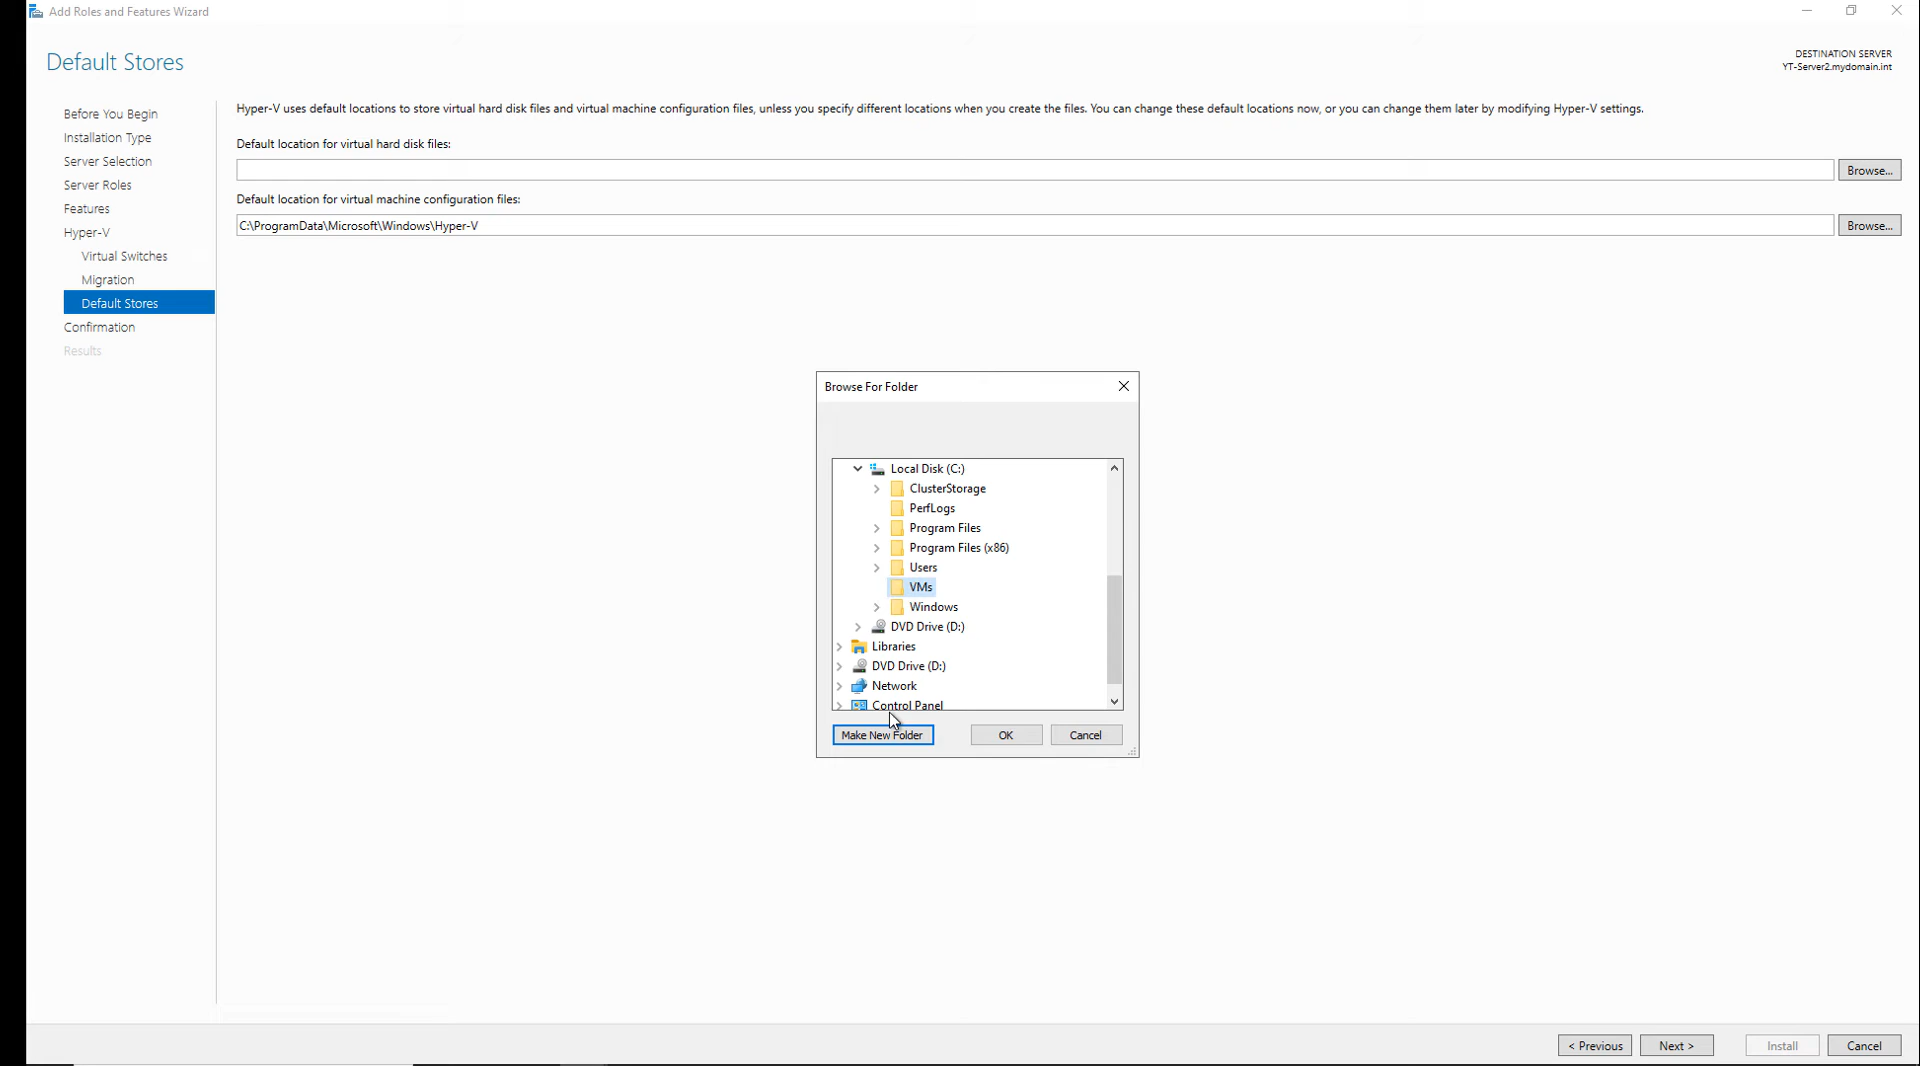 Add Roles and Features Wizard
Default Stores
DESTINATION SERVER
YT-Server2.mydomain.int
Before You Begin
Installation Type
Server Selection
Server Roles
Features
Hyper-V
Virtual Switches
Migration
Default Stores
Confirmation
Results
Hyper-V uses default locations to store virtual hard disk files and virtual machine configuration files, unless you specify different locations when you create the files. You can change these default locations now, or you can change them later by modifying Hyper-V settings.
Default location for virtual hard disk files:
Browse...
Default location for virtual machine configuration files:
C:\ProgramData\Microsoft\Windows\Hyper-V
Browse...
Browse For Folder
Local Disk (C:)
ClusterStorage
PerfLogs
Program Files
Program Files (x86)
Users
VMs
Windows
DVD Drive (D:)
Libraries
DVD Drive (D:)
Network
Control Panel
Make New Folder
OK
Cancel
< Previous
Next >
Install
Cancel